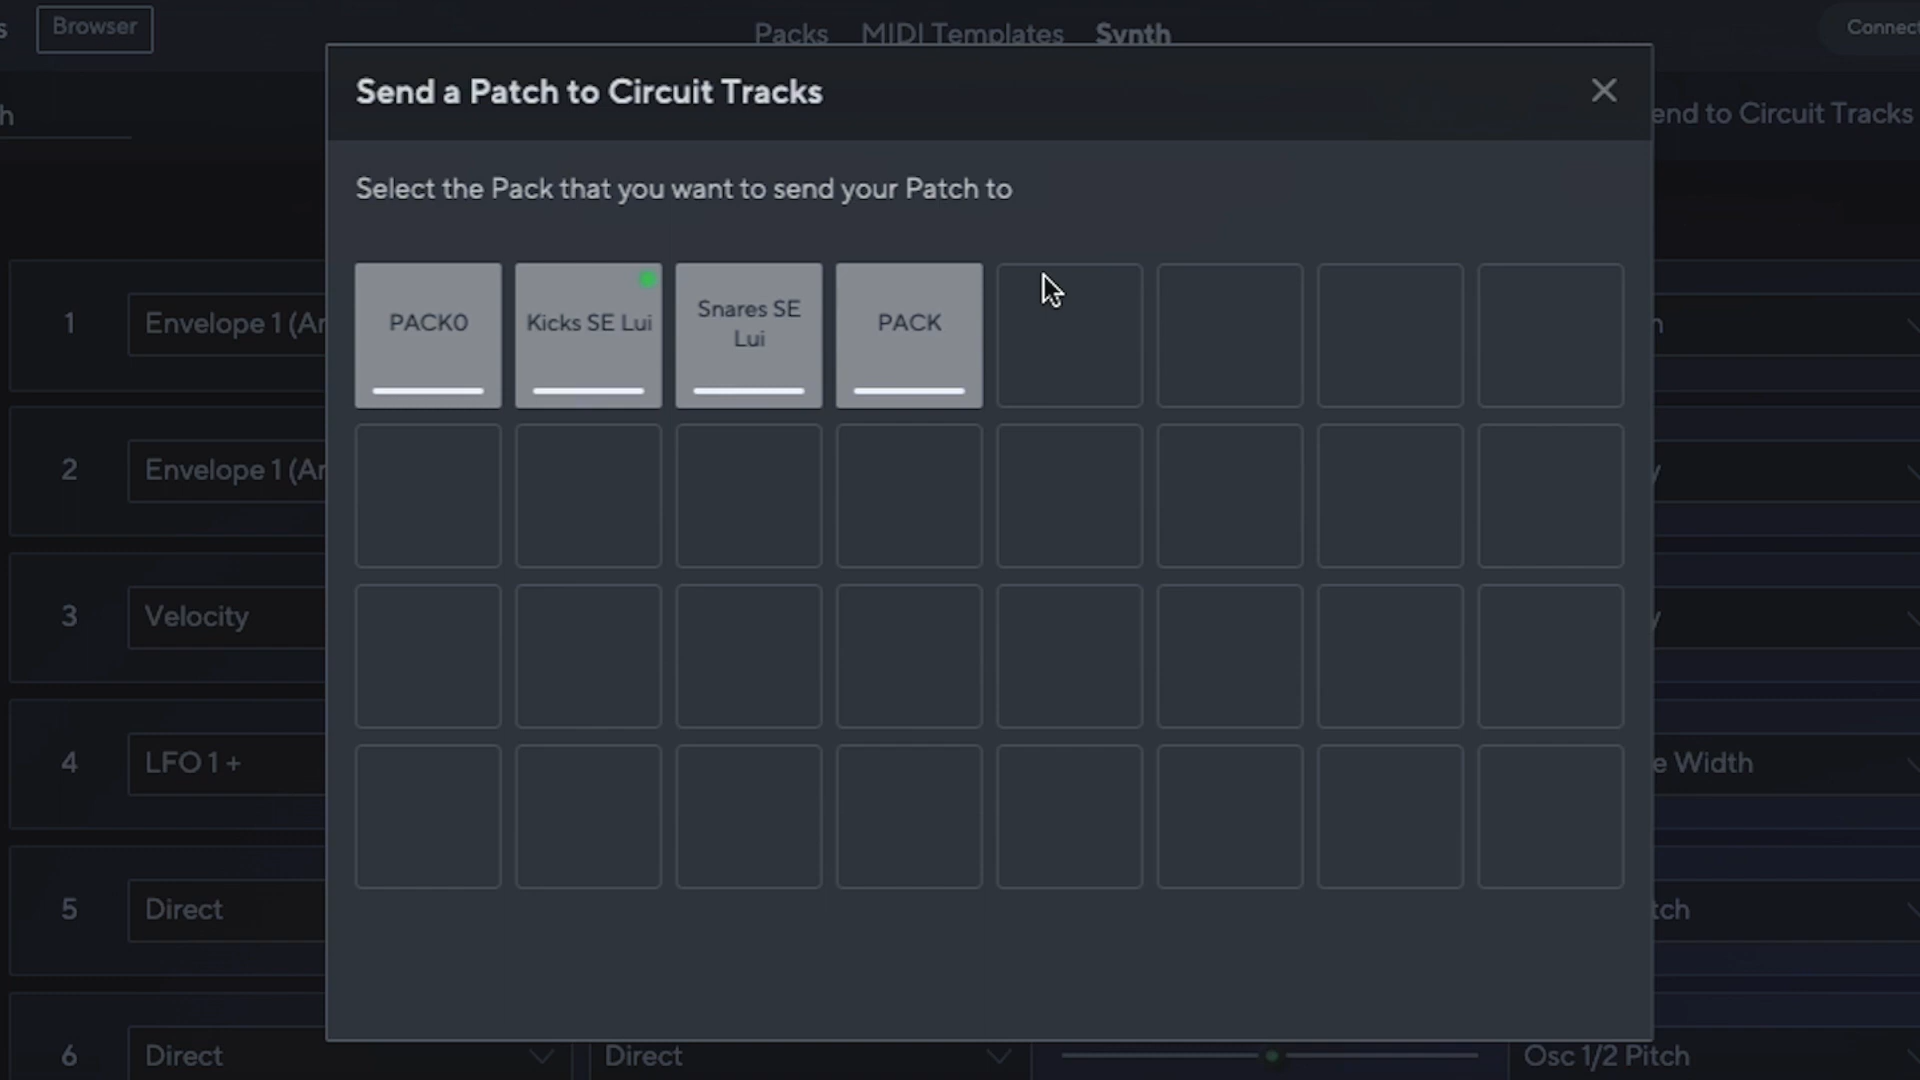 Browser
Packs MIDI Templates Synth
Connect
Send a Patch to Circuit Tracks
end to Circuit Tracks
Select the Pack that you want to send your Patch to
PACK0
Kicks SE Lui
Snares SE
Lui
PACK
1 Envelope 1 (Ar
2 Envelope 1 (Ar
3 Velocity
4 LFO 1 +
e Width
5 Direct
tch
6 Direct Direct Osc 1/2 Pitch